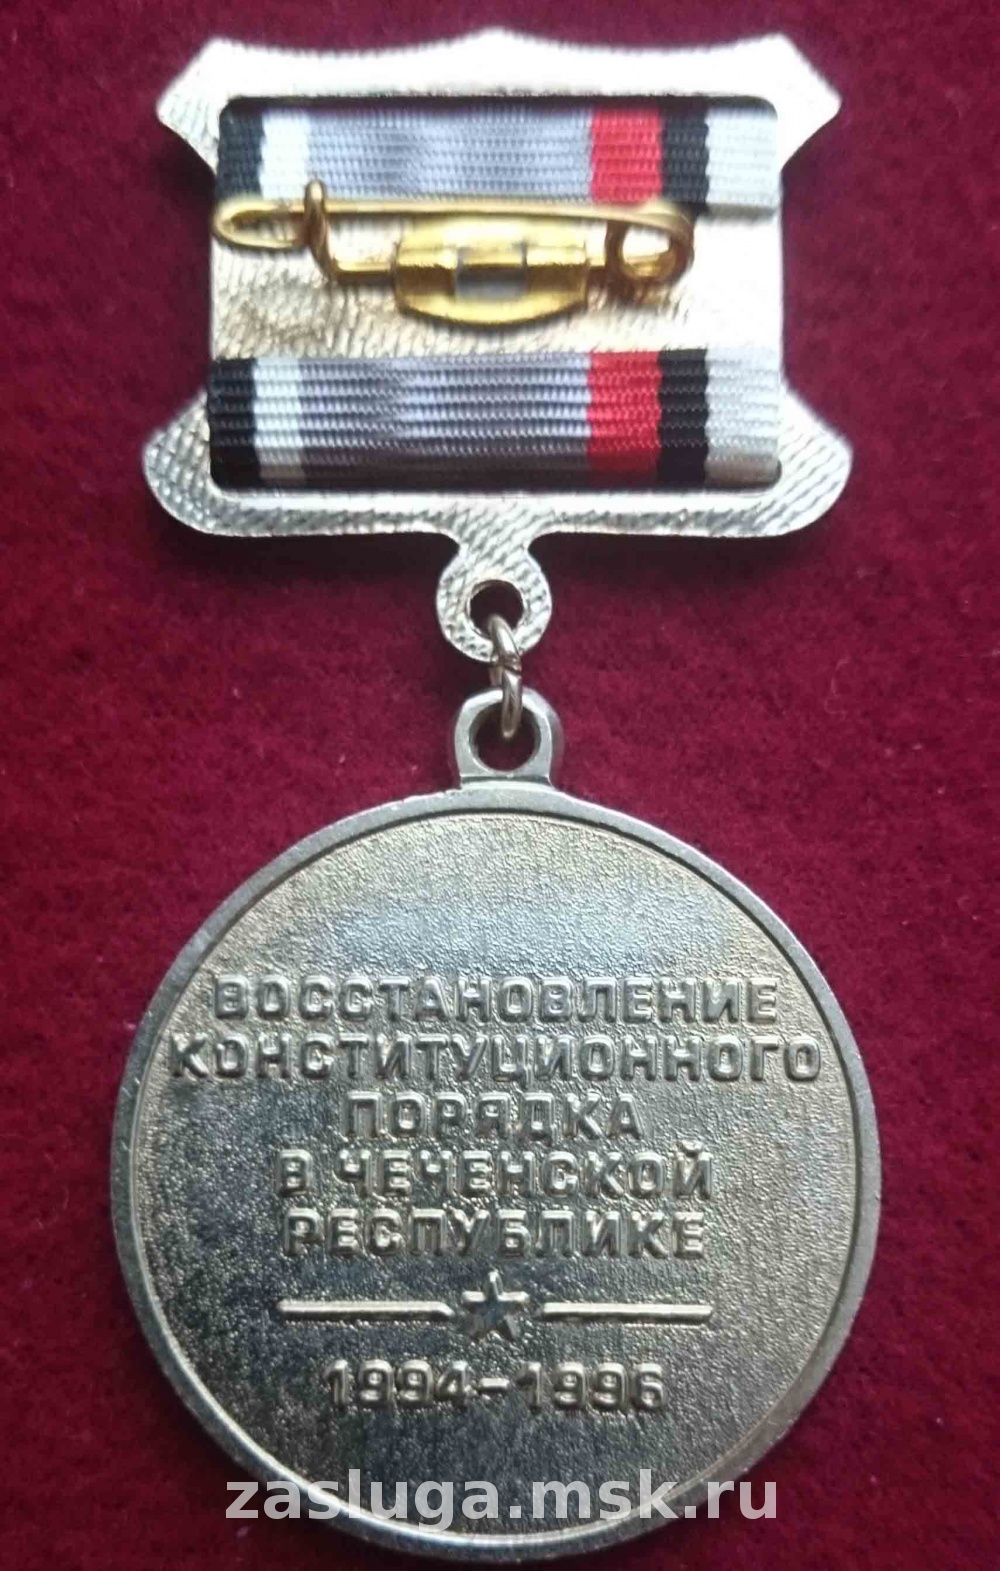 ВОССТАНОВЛЕНИЕ
КОНСТИТУЦИОННОГО
ПОРЯДКА
В ЧЕЧЕНСКОЙ
РЕСПУБЛИКЕ
1994-1996
zasluga.msk.ru